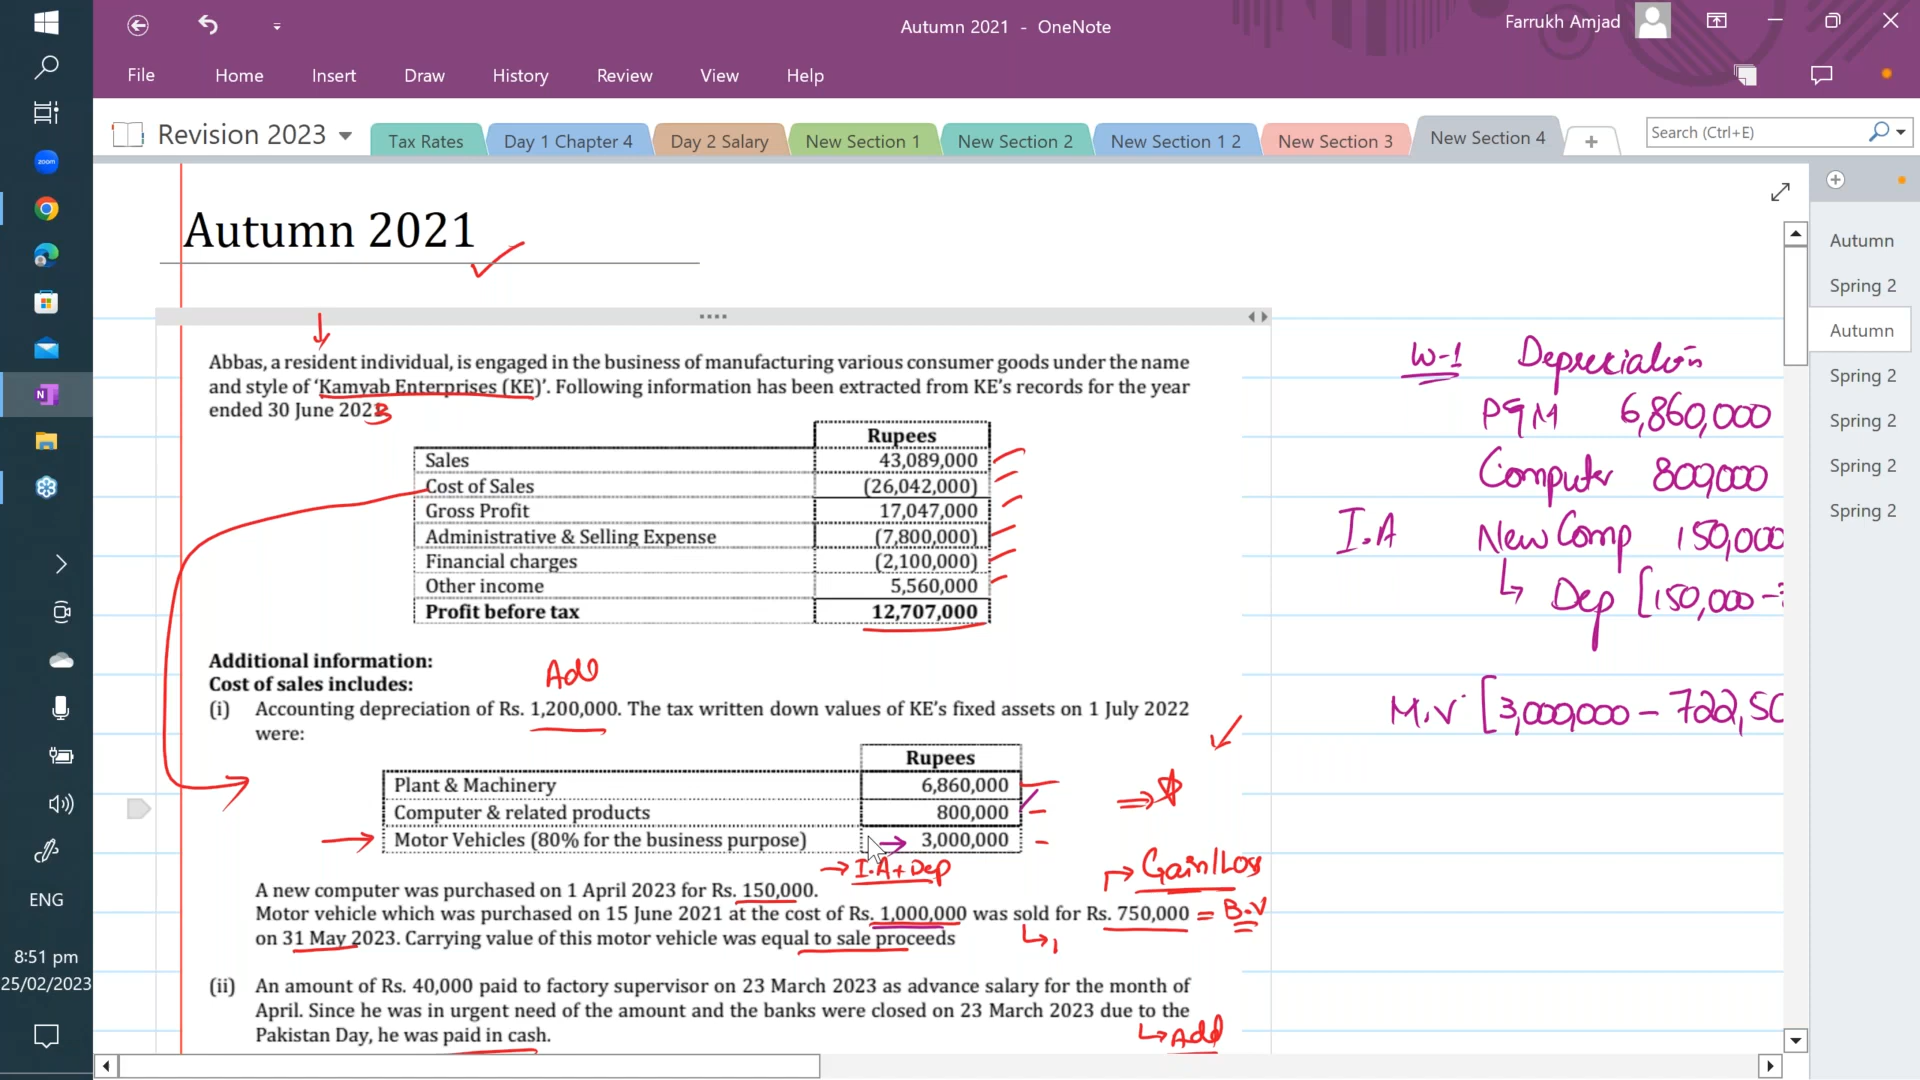 Autumn 2021 - OneNote
Farrukh Amjad
File Home Insert Draw History Review View Help
Revision 2023
Tax Rates Day 1 Chapter 4 Day 2 Salary New Section 1 New Section 2 New Section 1 2 New Section 3 New Section 4
Search (Ctrl+E)
Autumn 2021
Abbas, a resident individual, is engaged in the business of manufacturing various consumer goods under the name
and style of ‘Kamyab Enterprises (KE)’. Following information has been extracted from KE’s records for the year
ended 30 June 2023
Rupees
Sales 43,089,000
Cost of Sales (26,042,000)
Gross Profit 17,047,000
Administrative & Selling Expense (7,800,000)
Financial charges (2,100,000)
Other income 5,560,000
Profit before tax 12,707,000
Additional information:
Add
Cost of sales includes:
(i) Accounting depreciation of Rs. 1,200,000. The tax written down values of KE’s fixed assets on 1 July 2022
were:
Rupees
Plant & Machinery 6,860,000
Computer & related products 800,000
Motor Vehicles (80% for the business purpose) 3,000,000
I.A + Dep
Gain/Loss
A new computer was purchased on 1 April 2023 for Rs. 150,000.
Motor vehicle which was purchased on 15 June 2021 at the cost of Rs. 1,000,000 was sold for Rs. 750,000 = B.V
on 31 May 2023. Carrying value of this motor vehicle was equal to sale proceeds
(ii) An amount of Rs. 40,000 paid to factory supervisor on 23 March 2023 as advance salary for the month of
April. Since he was in urgent need of the amount and the banks were closed on 23 March 2023 due to the
Pakistan Day, he was paid in cash.
Add
W-1 Depreciation
P&M 6,860,000
Computer 800,000
I.A New Comp 150,000
Dep [150,000 -
M.V [3,000,000 - 722,50
Autumn
Spring 2
Autumn
Spring 2
Spring 2
Spring 2
Spring 2
zoom
ENG
8:51 pm
25/02/2023